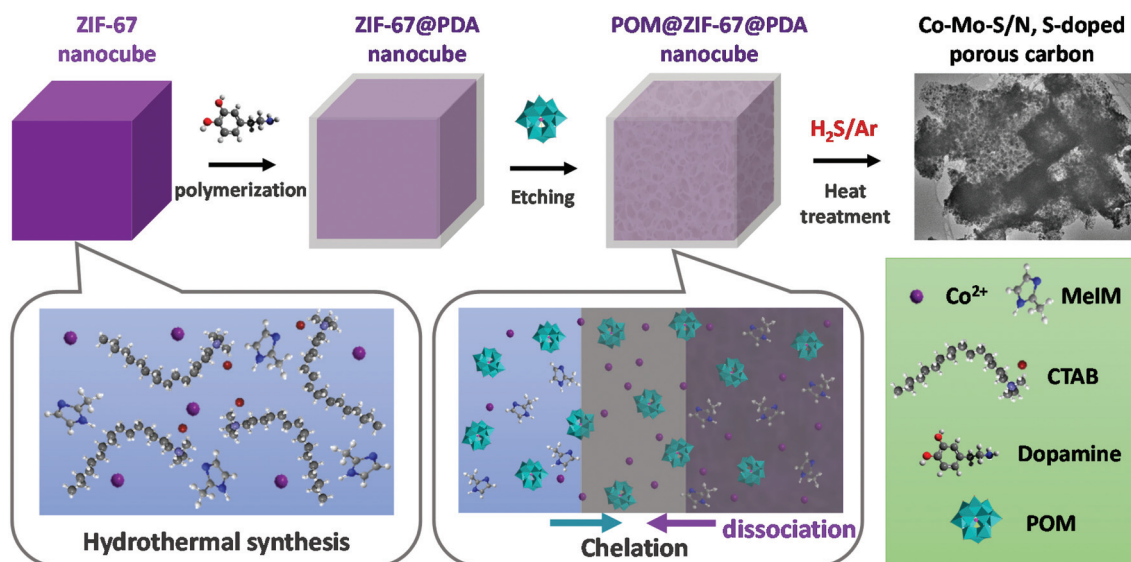 ZIF-67
nanocube
ZIF-67@PDA
nanocube
POM@ZIF-67@PDA
nanocube
Co-Mo-S/N, S-doped
porous carbon
polymerization
Etching
H₂S/Ar
Heat
treatment
Hydrothermal synthesis
dissociation
Chelation
Co²⁺
MeIM
CTAB
Dopamine
POM